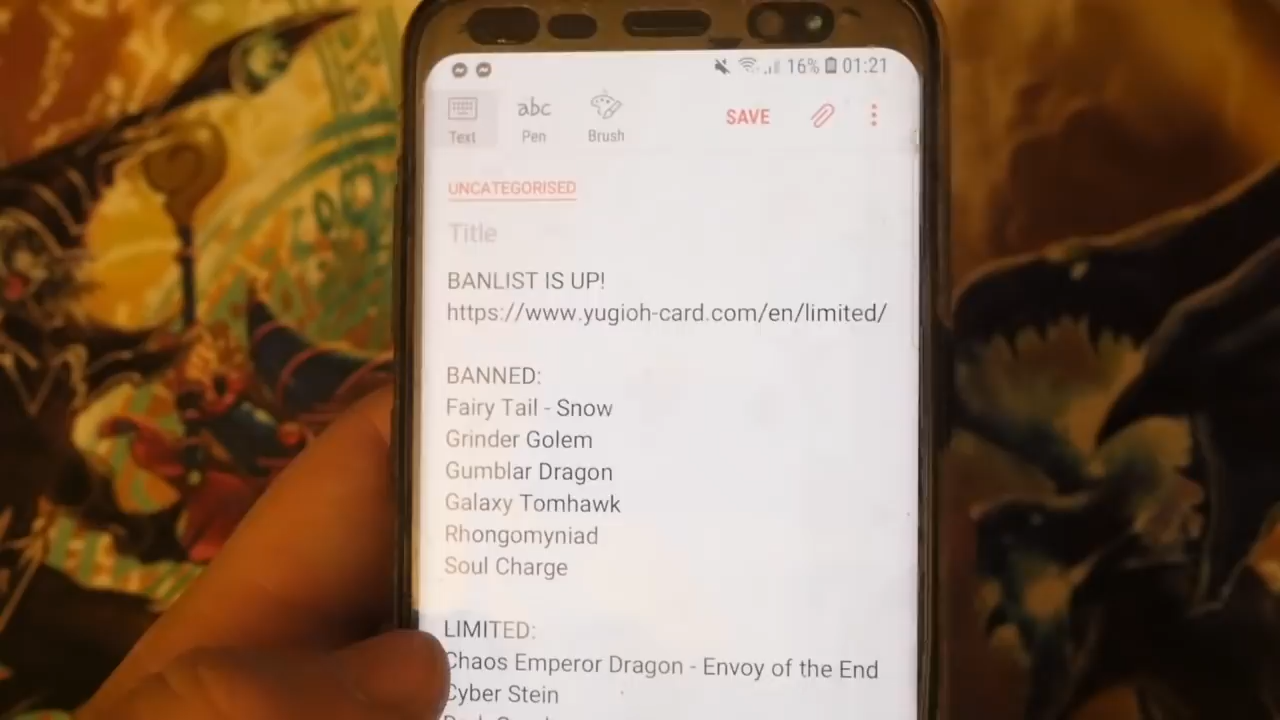 16% 01:21
Text
abc
Pen
Brush
SAVE
UNCATEGORISED
Title
BANLIST IS UP!
https://www.yugioh-card.com/en/limited/
BANNED:
Fairy Tail - Snow
Grinder Golem
Gumblar Dragon
Galaxy Tomhawk
Rhongomyniad
Soul Charge
LIMITED:
Chaos Emperor Dragon - Envoy of the End
Cyber Stein